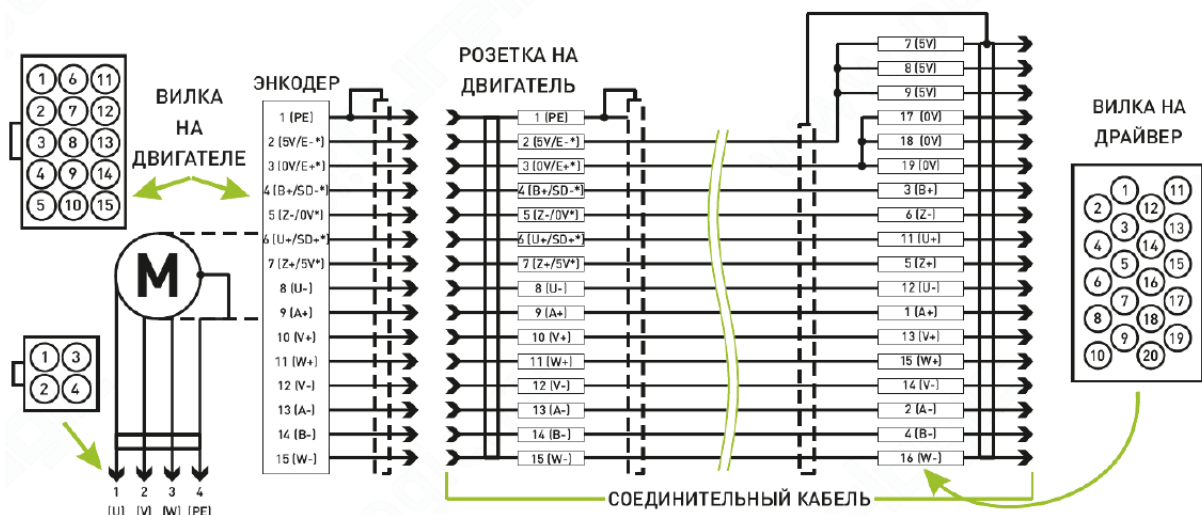 1 6 11
2 7 12
3 8 13
4 9 14
5 10 15
ВИЛКА
НА
ДВИГАТЕЛЕ
M
1 3
2 4
1 2 3 4
(U) (V) (W) (PE)
ЭНКОДЕР
1 (PE)
2 (5V/E-*)
3 (0V/E+*)
4 (B+/SD-*)
5 (Z-/0V*)
6 (U+/SD+*)
7 (Z+/5V*)
8 (U-)
9 (A+)
10 (V+)
11 (W+)
12 (V-)
13 (A-)
14 (B-)
15 (W-)
РОЗЕТКА НА
ДВИГАТЕЛЬ
1 (PE)
2 (5V/E-*)
3 (0V/E+*)
4 (B+/SD-*)
5 (Z-/0V*)
6 (U+/SD+*)
7 (Z+/5V*)
8 (U-)
9 (A+)
10 (V+)
11 (W+)
12 (V-)
13 (A-)
14 (B-)
15 (W-)
7 (5V)
8 (5V)
9 (5V)
17 (0V)
18 (0V)
19 (0V)
3 (B+)
6 (Z-)
11 (U+)
5 (Z+)
12 (U-)
1 (A+)
13 (V+)
15 (W+)
14 (V-)
2 (A-)
4 (B-)
16 (W-)
СОЕДИНИТЕЛЬНЫЙ КАБЕЛЬ
ВИЛКА НА
ДРАЙВЕР
1 11
2 12
3 13
4 14
5 15
6 16
7 17
8 18
9 19
10 20